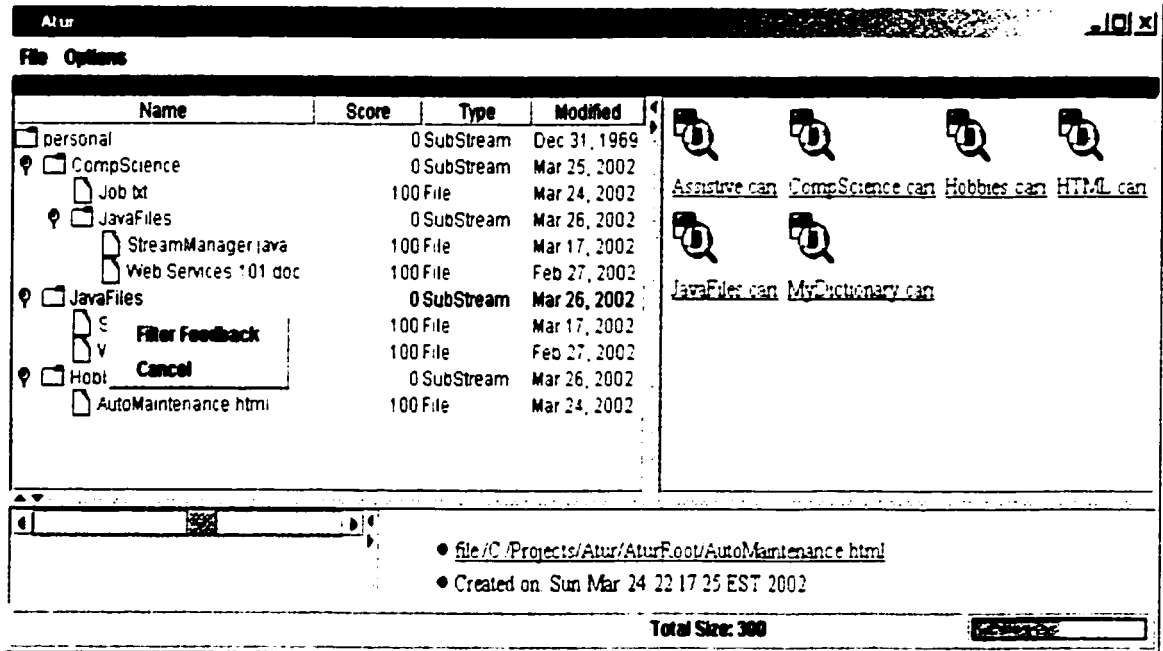 Atur
File Options
Name Score Type Modified
personal 0 SubStream Dec 31, 1969
CompScience 0 SubStream Mar 25, 2002
Job txt 100 File Mar 24, 2002
JavaFiles 0 SubStream Mar 26, 2002
StreamManager java 100 File Mar 17, 2002
Web Services 101 doc 100 File Feb 27, 2002
JavaFiles 0 SubStream Mar 26, 2002
S 100 File Mar 17, 2002
Filter Feedback
V 100 File Feb 27, 2002
Cancel
Hobb 0 SubStream Mar 26, 2002
AutoMaintenance html 100 File Mar 24, 2002
Assistive can CompScience can Hobbies can HTML can
JavaFiles can MyDictionary can
file /C /Projects/Atur/AturRoot/AutoMaintenance html
Created on Sun Mar 24 22 17 25 EST 2002
Total Size: 300